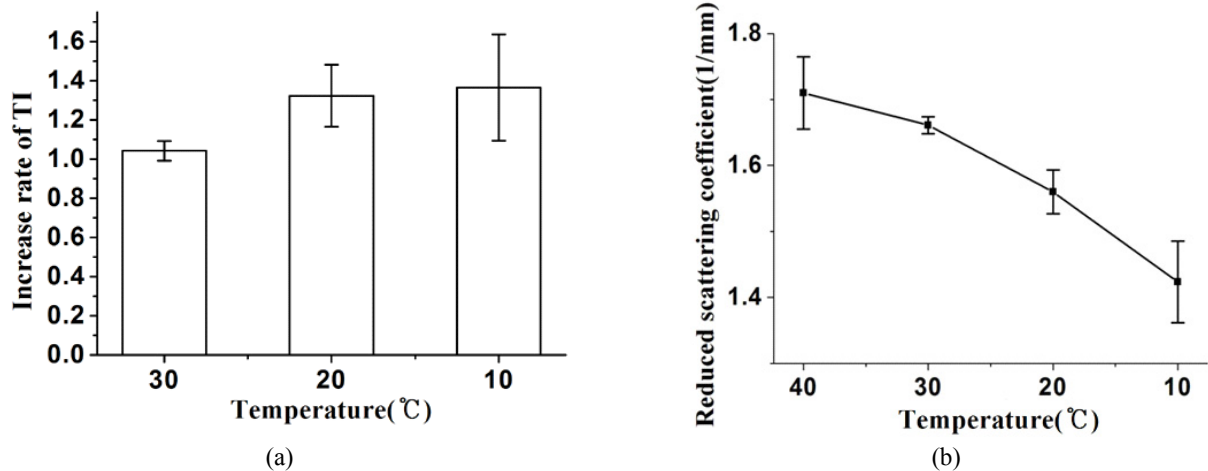 Increase rate of TI
1.6
1.4
1.2
1.0
0.8
0.6
0.4
0.2
0.0
30 20 10
Temperature(℃)
(a)
Reduced scattering coefficient(1/mm)
1.8
1.6
1.4
40 30 20 10
Temperature(℃)
(b)